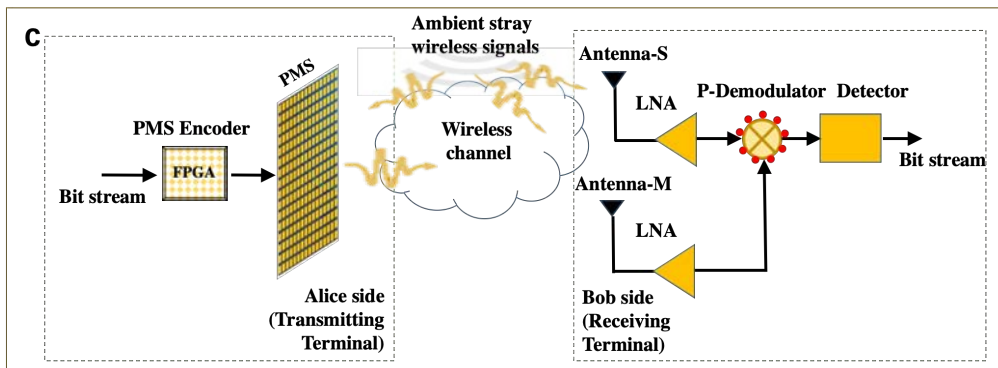 C
Ambient stray
wireless signals
PMS
PMS Encoder
FPGA
Bit stream
Alice side
(Transmitting
Terminal)
Wireless
channel
Antenna-S
LNA
P-Demodulator
Detector
Bit stream
Antenna-M
LNA
Bob side
(Receiving
Terminal)